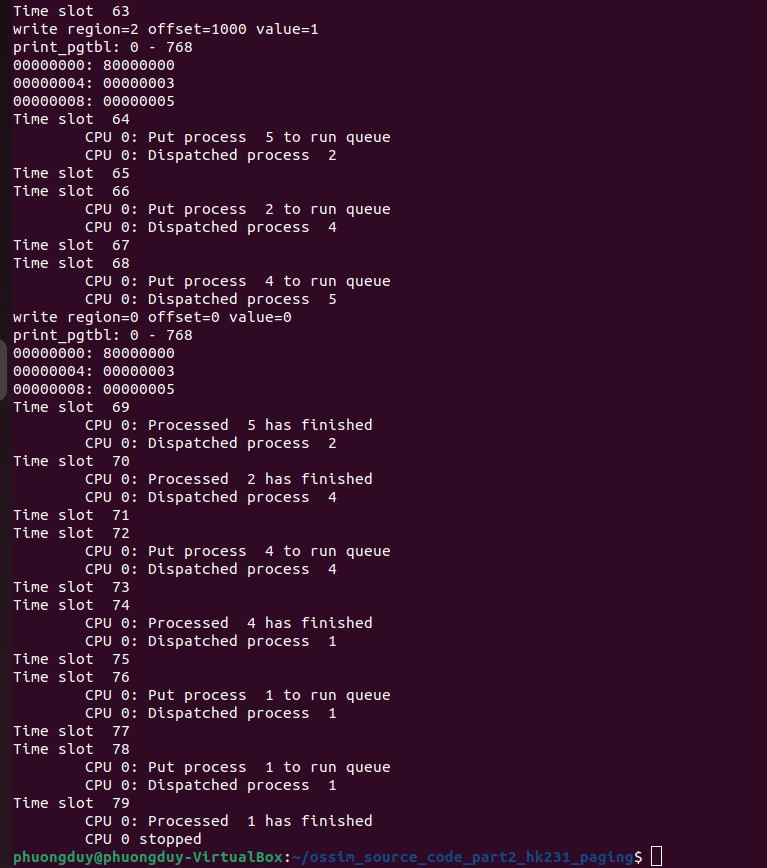 Time slot  63
write region=2 offset=1000 value=1
print_pgtbl: 0 - 768
00000000: 80000000
00000004: 00000003
00000008: 00000005
Time slot  64
        CPU 0: Put process  5 to run queue
        CPU 0: Dispatched process  2
Time slot  65
Time slot  66
        CPU 0: Put process  2 to run queue
        CPU 0: Dispatched process  4
Time slot  67
Time slot  68
        CPU 0: Put process  4 to run queue
        CPU 0: Dispatched process  5
write region=0 offset=0 value=0
print_pgtbl: 0 - 768
00000000: 80000000
00000004: 00000003
00000008: 00000005
Time slot  69
        CPU 0: Processed  5 has finished
        CPU 0: Dispatched process  2
Time slot  70
        CPU 0: Processed  2 has finished
        CPU 0: Dispatched process  4
Time slot  71
Time slot  72
        CPU 0: Put process  4 to run queue
        CPU 0: Dispatched process  4
Time slot  73
Time slot  74
        CPU 0: Processed  4 has finished
        CPU 0: Dispatched process  1
Time slot  75
Time slot  76
        CPU 0: Put process  1 to run queue
        CPU 0: Dispatched process  1
Time slot  77
Time slot  78
        CPU 0: Put process  1 to run queue
        CPU 0: Dispatched process  1
Time slot  79
        CPU 0: Processed  1 has finished
        CPU 0 stopped
phuongduy@phuongduy-VirtualBox:~/ossim_source_code_part2_hk231_paging$